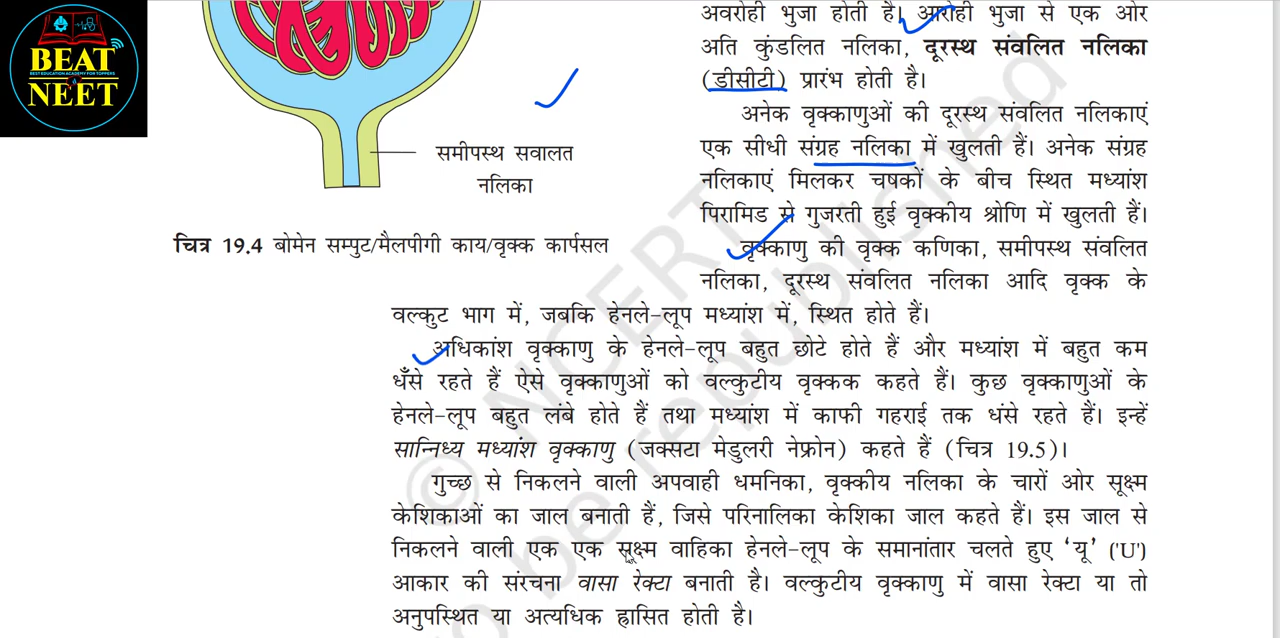 BEAT
BEST EDUCATION ACADEMY FOR TOPPERS
NEET
समीपस्थ सवालत
नलिका
चित्र 19.4 बोमेन सम्पुट/मैलपीगी काय/वृक्क कार्पसल
अवरोही भुजा होती है। आरोही भुजा से एक ओर
अति कुंडलित नलिका, दूरस्थ संवलित नलिका
(डीसीटी) प्रारंभ होती है।
अनेक वृक्काणुओं की दूरस्थ संवलित नलिकाएं
एक सीधी संग्रह नलिका में खुलती हैं। अनेक संग्रह
नलिकाएं मिलकर चषकों के बीच स्थित मध्यांश
पिरामिड से गुजरती हुई वृक्कीय श्रोणि में खुलती हैं।
वृक्काणु की वृक्क कणिका, समीपस्थ संवलित
नलिका, दूरस्थ संवलित नलिका आदि वृक्क के
वल्कुट भाग में, जबकि हेनले-लूप मध्यांश में, स्थित होते हैं।
अधिकांश वृक्काणु के हेनले-लूप बहुत छोटे होते हैं और मध्यांश में बहुत कम
धँसे रहते हैं ऐसे वृक्काणुओं को वल्कुटीय वृक्कक कहते हैं। कुछ वृक्काणुओं के
हेनले-लूप बहुत लंबे होते हैं तथा मध्यांश में काफी गहराई तक धंसे रहते हैं। इन्हें
सान्निध्य मध्यांश वृक्काणु (जक्सटा मेडुलरी नेफ्रोन) कहते हैं (चित्र 19.5)।
गुच्छ से निकलने वाली अपवाही धमनिका, वृक्कीय नलिका के चारों ओर सूक्ष्म
केशिकाओं का जाल बनाती हैं, जिसे परिनालिका केशिका जाल कहते हैं। इस जाल से
निकलने वाली एक एक सूक्ष्म वाहिका हेनले-लूप के समानांतार चलते हुए ‘यू’ ('U')
आकार की संरचना वासा रेक्टा बनाती है। वल्कुटीय वृक्काणु में वासा रेक्टा या तो
अनुपस्थित या अत्यधिक ह्रासित होती है।
© NCERT
to be republished